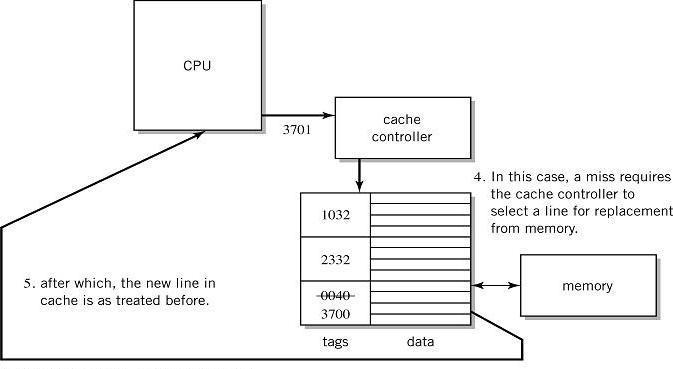 CPU
3701
cache
controller
4. In this case, a miss requires
the cache controller to
select a line for replacement
from memory.
1032
2332
0040
3700
memory
5. after which, the new line in
cache is as treated before.
tags data